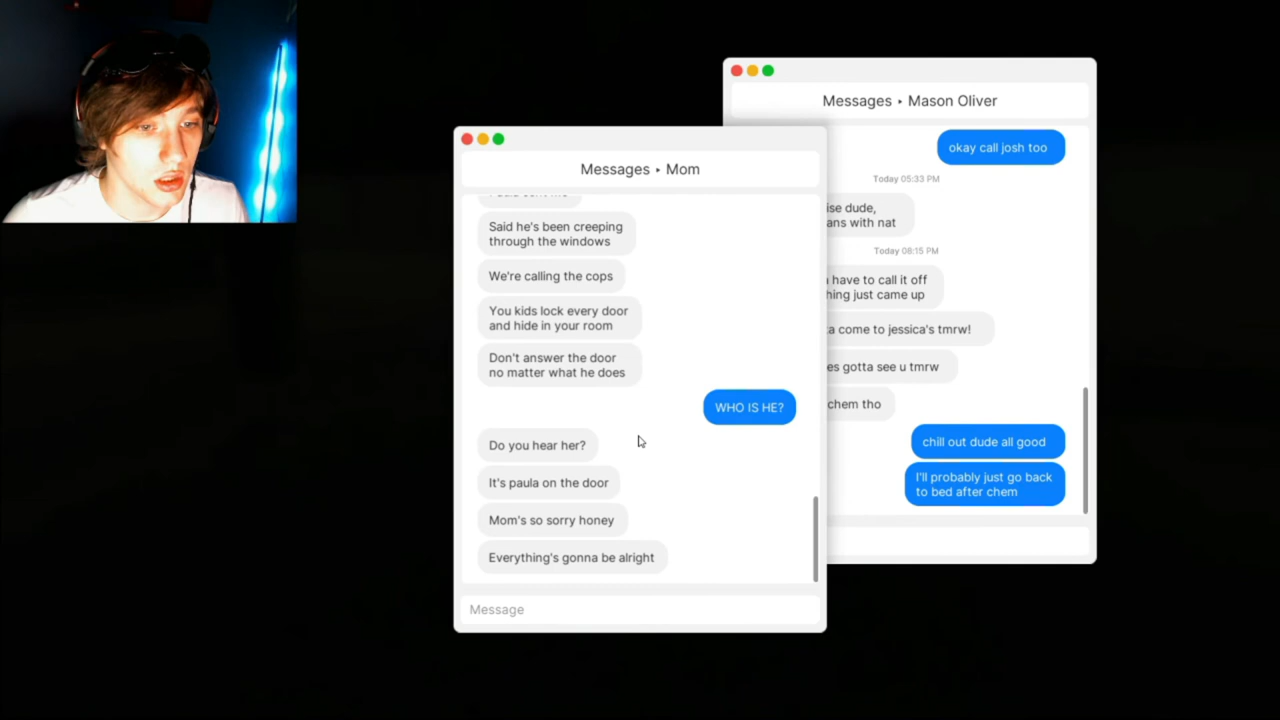 Messages ▸ Mason Oliver
okay call josh too
Today 05:33 PM
ise dude,
ans with nat
Today 08:15 PM
have to call it off
hing just came up
come to jessica's tmrw!
es gotta see u tmrw
chem tho
chill out dude all good
I'll probably just go back
to bed after chem
Messages ▸ Mom
Said he's been creeping
through the windows
We're calling the cops
You kids lock every door
and hide in your room
Don't answer the door
no matter what he does
WHO IS HE?
Do you hear her?
It's paula on the door
Mom's so sorry honey
Everything's gonna be alright
Message